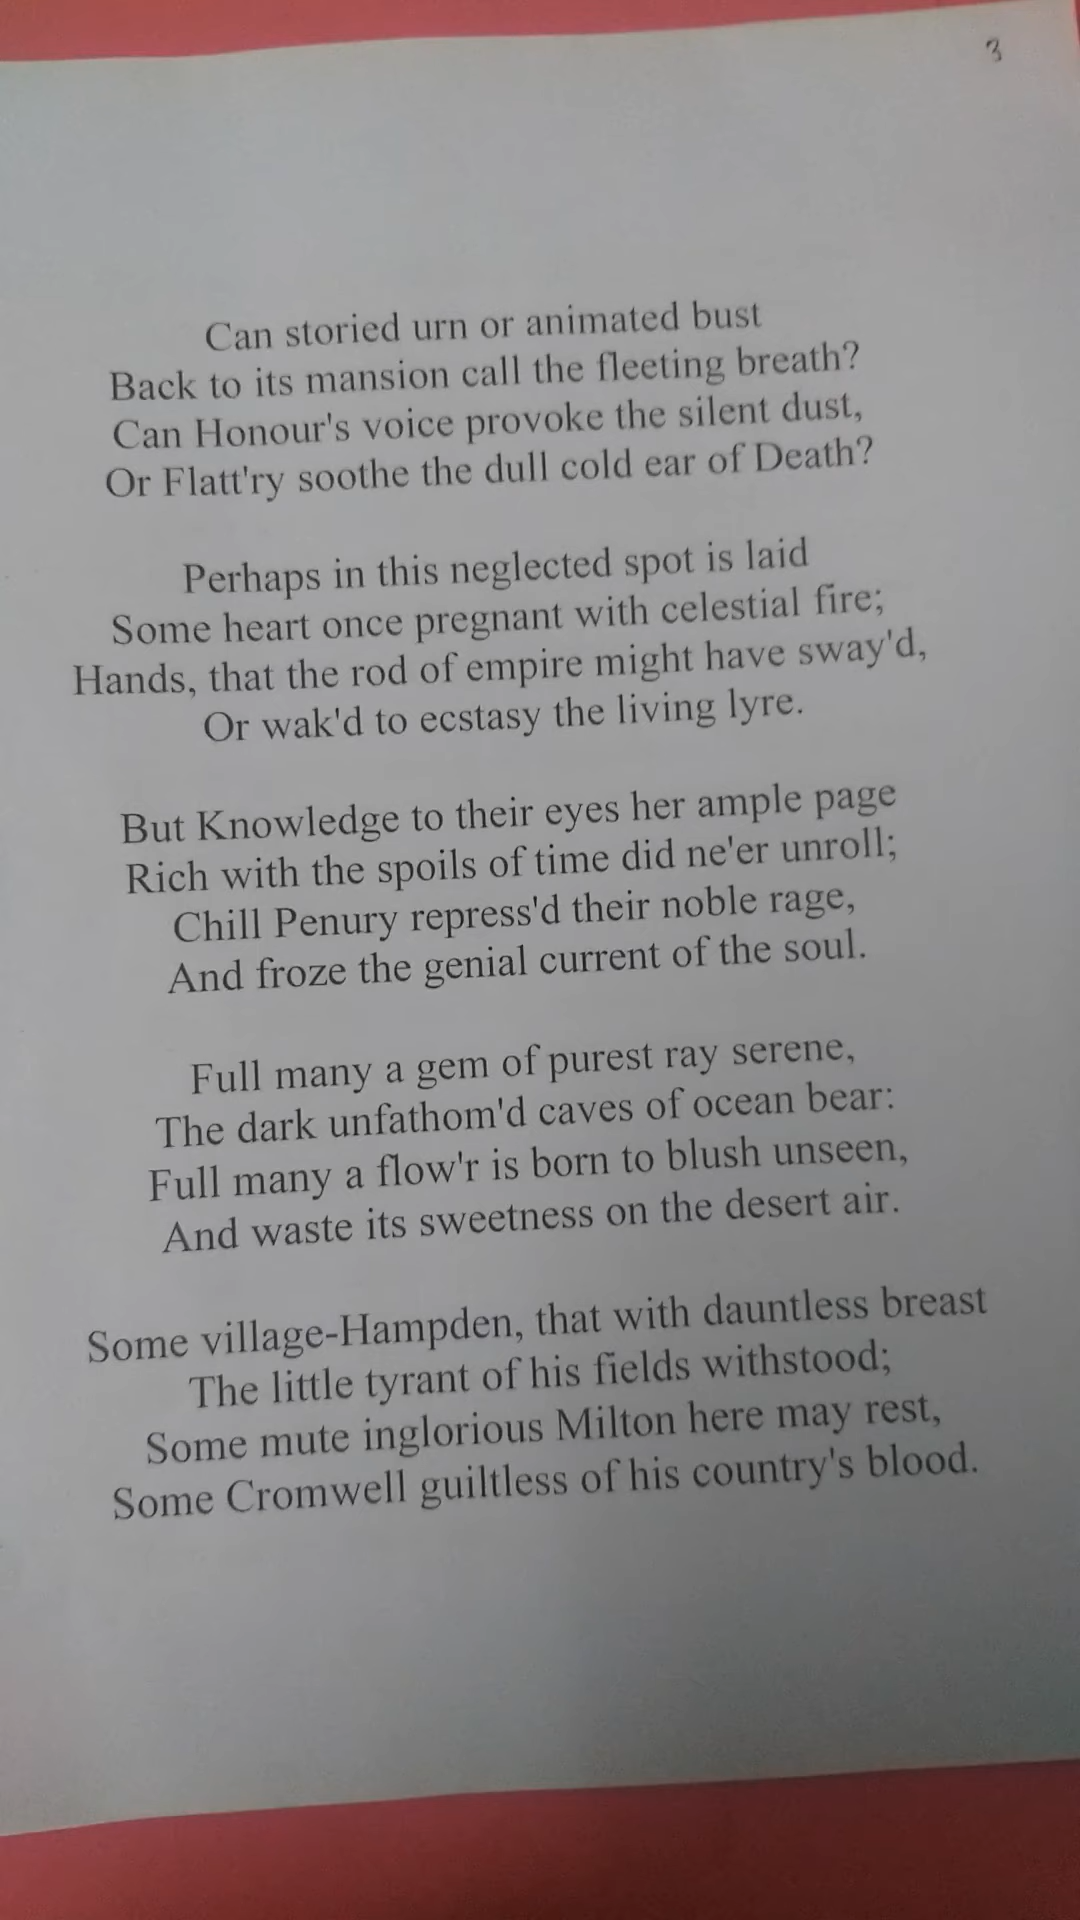 3
Can storied urn or animated bust
Back to its mansion call the fleeting breath?
Can Honour's voice provoke the silent dust,
Or Flatt'ry soothe the dull cold ear of Death?
Perhaps in this neglected spot is laid
Some heart once pregnant with celestial fire;
Hands, that the rod of empire might have sway'd,
Or wak'd to ecstasy the living lyre.
But Knowledge to their eyes her ample page
Rich with the spoils of time did ne'er unroll;
Chill Penury repress'd their noble rage,
And froze the genial current of the soul.
Full many a gem of purest ray serene,
The dark unfathom'd caves of ocean bear:
Full many a flow'r is born to blush unseen,
And waste its sweetness on the desert air.
Some village-Hampden, that with dauntless breast
The little tyrant of his fields withstood;
Some mute inglorious Milton here may rest,
Some Cromwell guiltless of his country's blood.